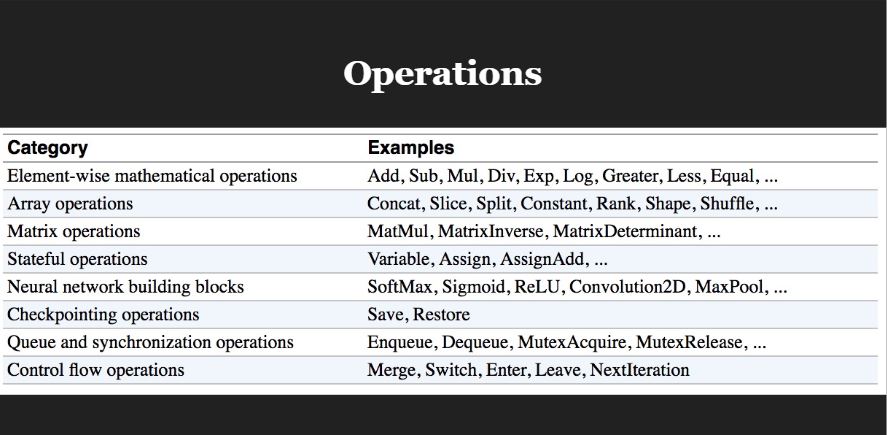 Operations
Category Examples
Element-wise mathematical operations Add, Sub, Mul, Div, Exp, Log, Greater, Less, Equal, ...
Array operations Concat, Slice, Split, Constant, Rank, Shape, Shuffle, ...
Matrix operations MatMul, MatrixInverse, MatrixDeterminant, ...
Stateful operations Variable, Assign, AssignAdd, ...
Neural network building blocks SoftMax, Sigmoid, ReLU, Convolution2D, MaxPool, ...
Checkpointing operations Save, Restore
Queue and synchronization operations Enqueue, Dequeue, MutexAcquire, MutexRelease, ...
Control flow operations Merge, Switch, Enter, Leave, NextIteration